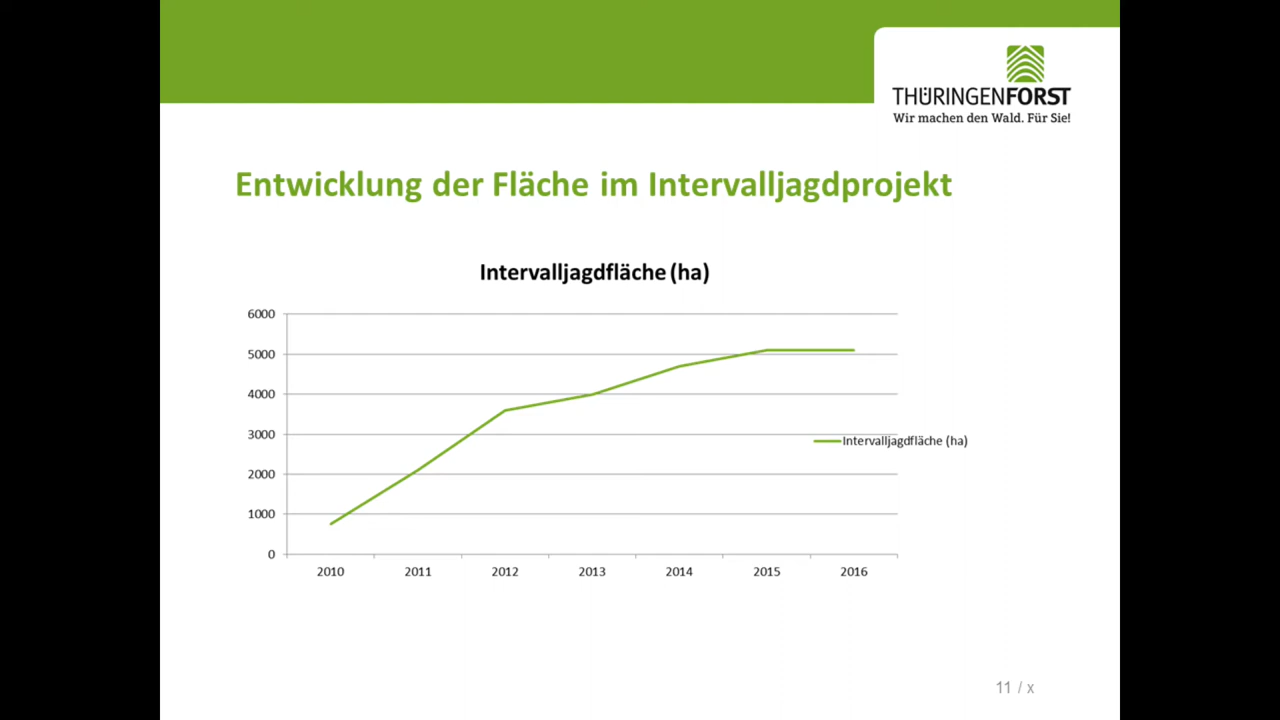 THÜRINGENFORST
Wir machen den Wald. Für Sie!
Entwicklung der Fläche im Intervalljagdprojekt
Intervalljagdfläche (ha)
6000
5000
4000
3000
2000
1000
0
Intervalljagdfläche (ha)
2010 2011 2012 2013 2014 2015 2016
11 / x